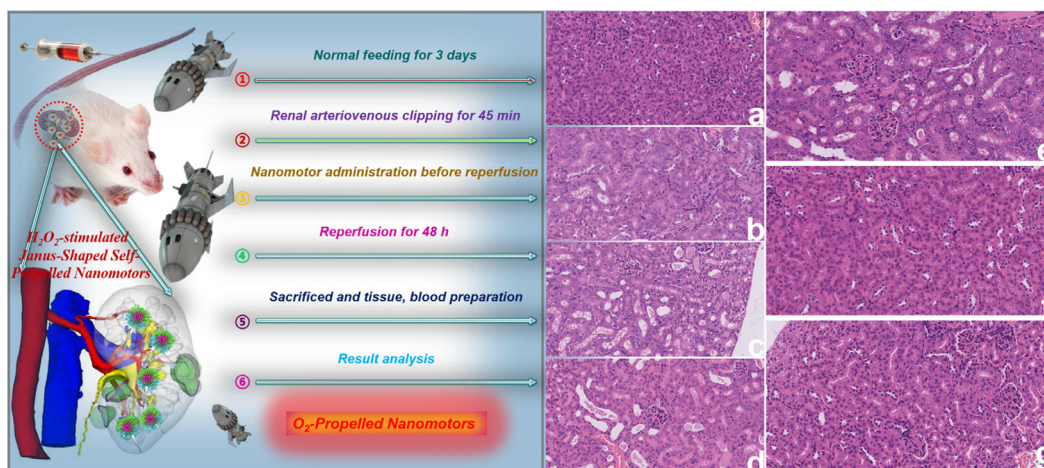 ① Normal feeding for 3 days
② Renal arteriovenous clipping for 45 min
③ Nanomotor administration before reperfusion
④ Reperfusion for 48 h
⑤ Sacrificed and tissue, blood preparation
⑥ Result analysis
O₂-Propelled Nanomotors
H₂O₂-stimulated
Janus-Shaped Self-
Propelled Nanomotors
a
b
c
d
e
g